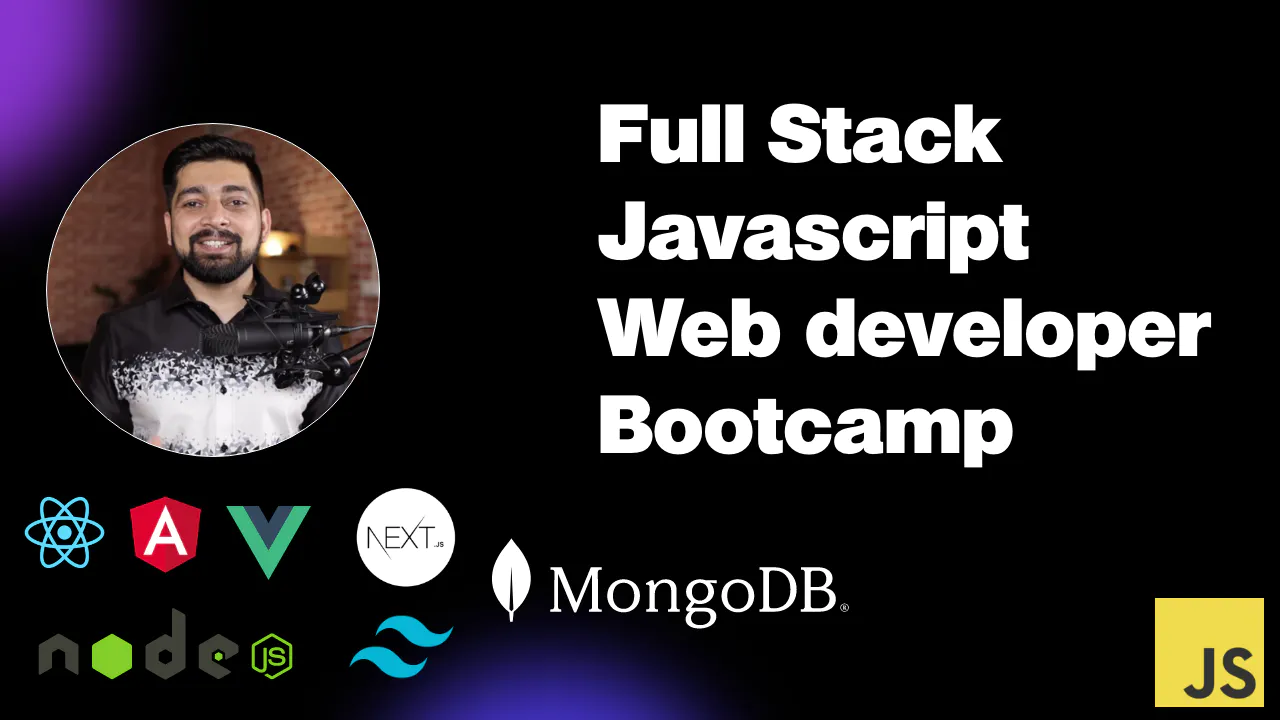 Full Stack
Javascript
Web developer
Bootcamp
A
NEXT.JS
MongoDB®
node
JS
JS